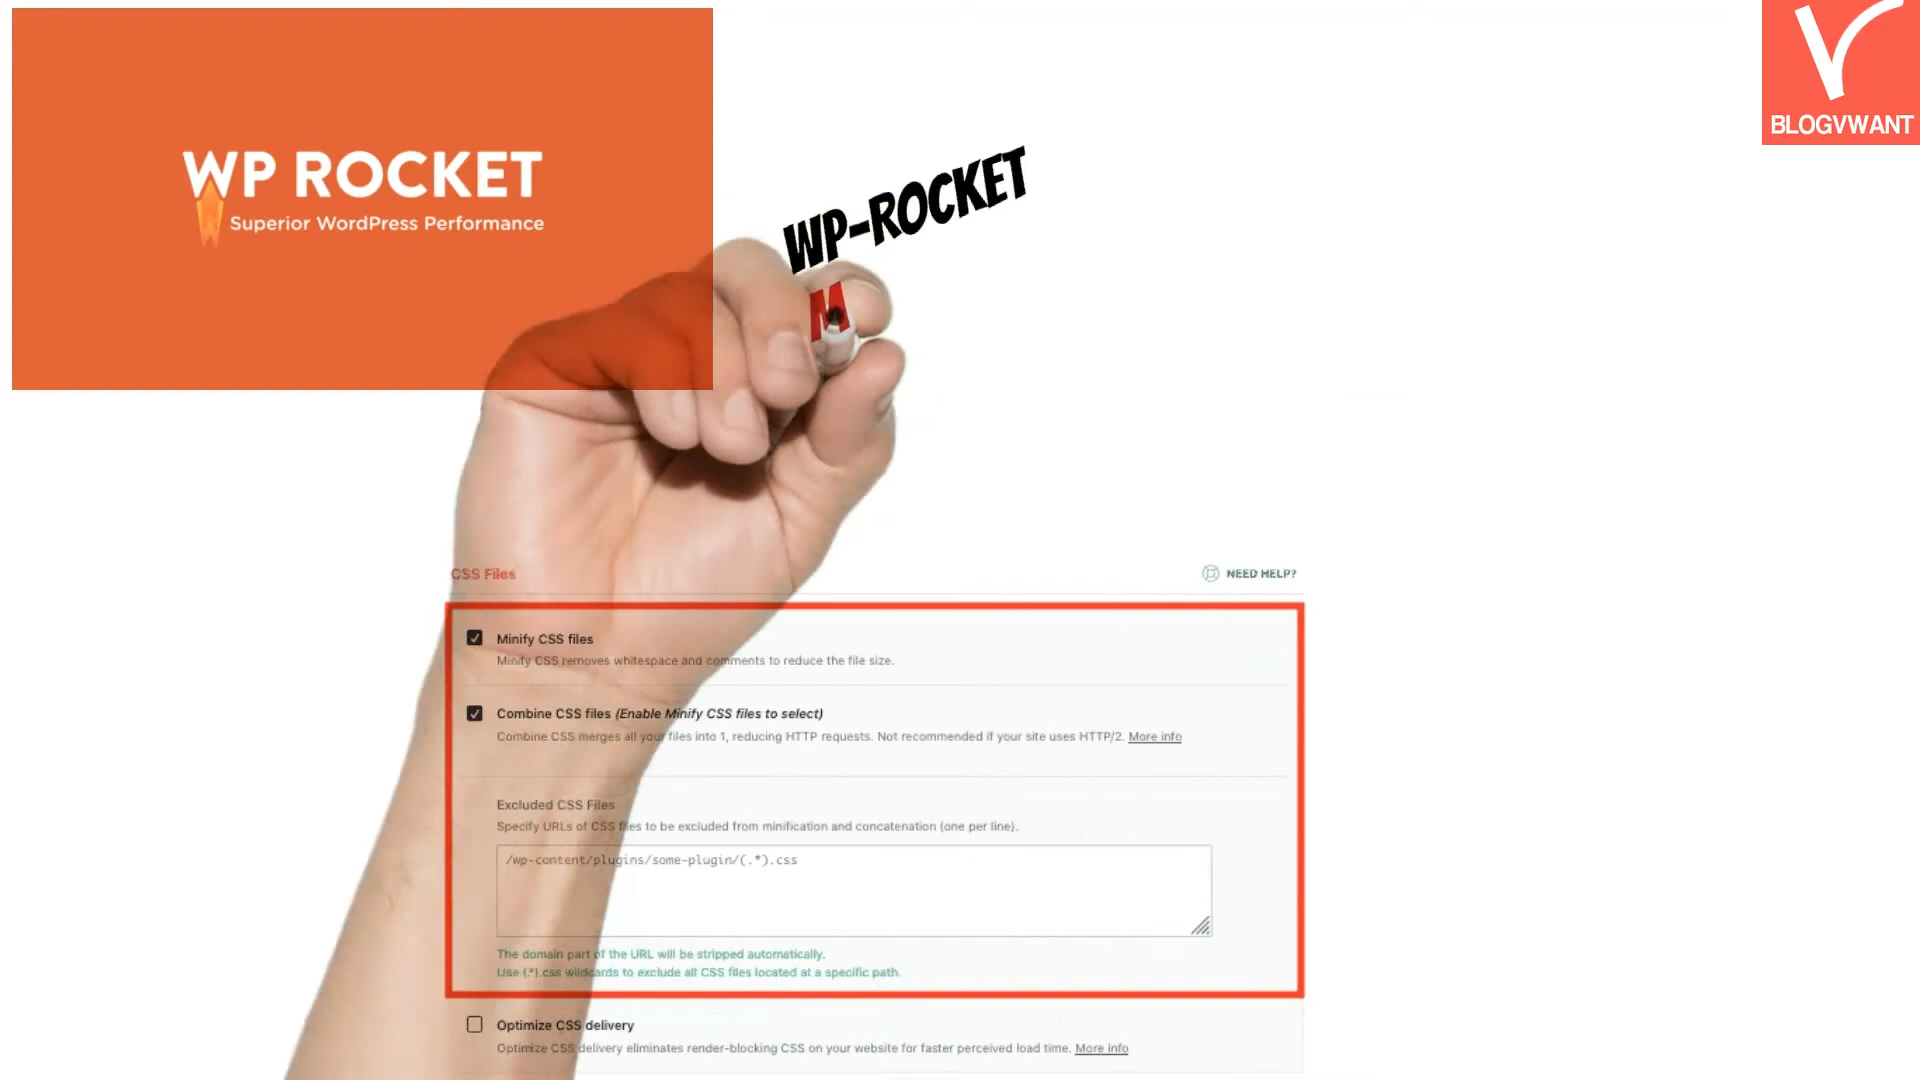 WP ROCKET
Superior WordPress Performance
BLOGVWANT
WP-ROCKET
M
CSS Files
NEED HELP?
Minify CSS files
Minify CSS removes whitespace and comments to reduce the file size.
Combine CSS files (Enable Minify CSS files to select)
Combine CSS merges all your files into 1, reducing HTTP requests. Not recommended if your site uses HTTP/2. More info
Excluded CSS Files
Specify URLs of CSS files to be excluded from minification and concatenation (one per line).
/wp-content/plugins/some-plugin/(.*).css
The domain part of the URL will be stripped automatically.
Use (.*).css wildcards to exclude all CSS files located at a specific path.
Optimize CSS delivery
Optimize CSS delivery eliminates render-blocking CSS on your website for faster perceived load time. More info